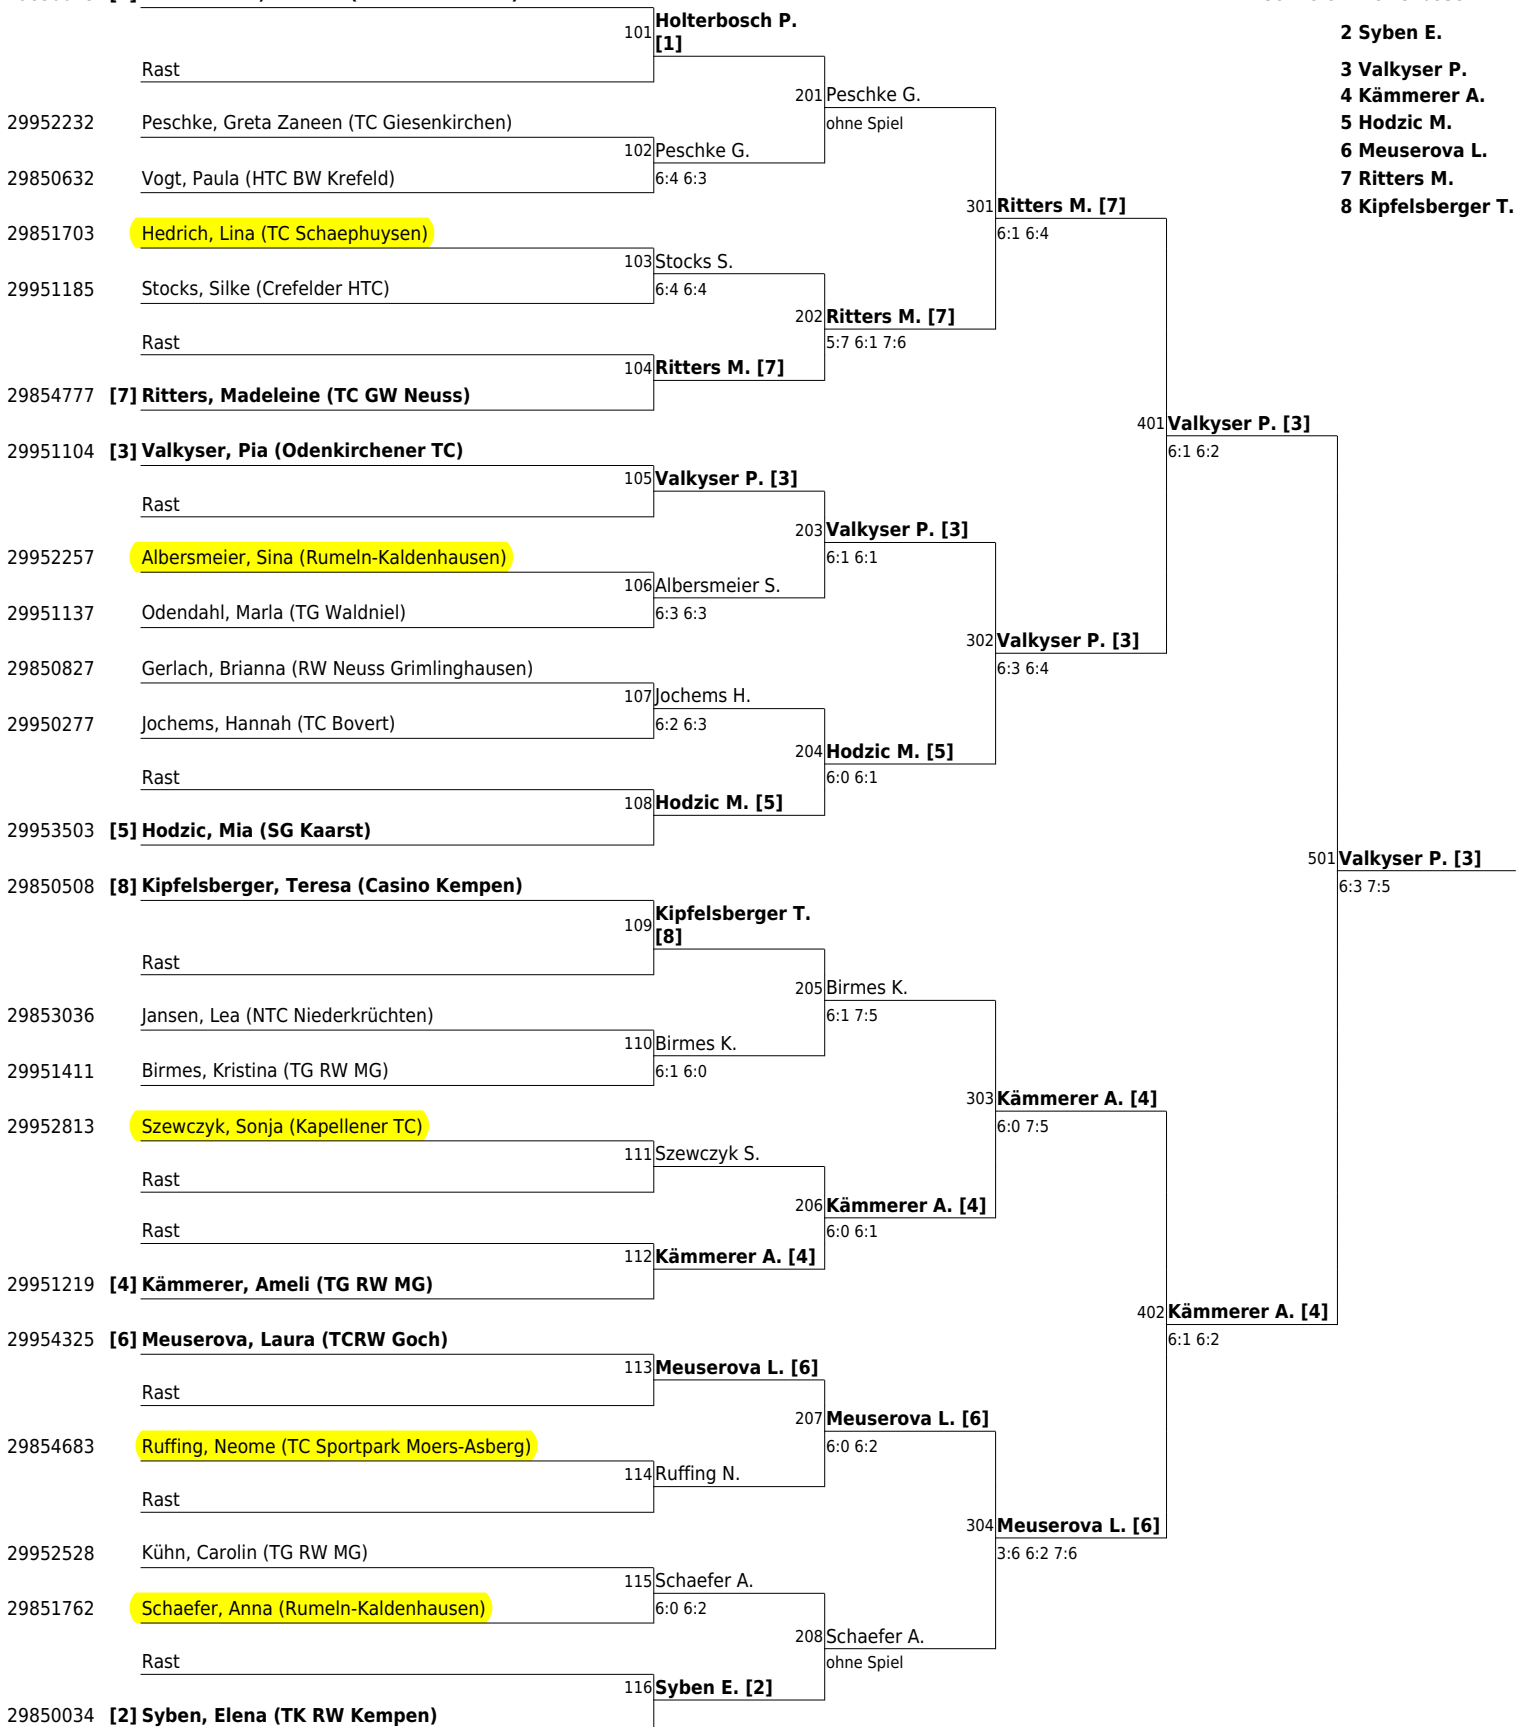 101 Holterbosch P.
[1]
2 Syben E.
3 Valkyser P.
4 Kämmerer A.
5 Hodzic M.
6 Meuserova L.
7 Ritters M.
8 Kipfelsberger T.
Rast
201 Peschke G.
ohne Spiel
29952232 Peschke, Greta Zaneen (TC Giesenkirchen)
102 Peschke G.
6:4 6:3
29850632 Vogt, Paula (HTC BW Krefeld)
301 Ritters M. [7]
6:1 6:4
29851703 Hedrich, Lina (TC Schaephuysen)
103 Stocks S.
6:4 6:4
29951185 Stocks, Silke (Crefelder HTC)
202 Ritters M. [7]
5:7 6:1 7:6
Rast
104 Ritters M. [7]
29854777 [7] Ritters, Madeleine (TC GW Neuss)
401 Valkyser P. [3]
6:1 6:2
29951104 [3] Valkyser, Pia (Odenkirchener TC)
105 Valkyser P. [3]
Rast
203 Valkyser P. [3]
6:1 6:1
29952257 Albersmeier, Sina (Rumeln-Kaldenhausen)
106 Albersmeier S.
6:3 6:3
29951137 Odendahl, Marla (TG Waldniel)
302 Valkyser P. [3]
6:3 6:4
29850827 Gerlach, Brianna (RW Neuss Grimlinghausen)
107 Jochems H.
6:2 6:3
29950277 Jochems, Hannah (TC Bovert)
204 Hodzic M. [5]
6:0 6:1
Rast
108 Hodzic M. [5]
29953503 [5] Hodzic, Mia (SG Kaarst)
501 Valkyser P. [3]
6:3 7:5
29850508 [8] Kipfelsberger, Teresa (Casino Kempen)
109 Kipfelsberger T.
[8]
Rast
205 Birmes K.
6:1 7:5
29853036 Jansen, Lea (NTC Niederkrüchten)
110 Birmes K.
6:1 6:0
29951411 Birmes, Kristina (TG RW MG)
303 Kämmerer A. [4]
6:0 7:5
29952813 Szewczyk, Sonja (Kapellener TC)
111 Szewczyk S.
Rast
206 Kämmerer A. [4]
6:0 6:1
Rast
112 Kämmerer A. [4]
29951219 [4] Kämmerer, Ameli (TG RW MG)
402 Kämmerer A. [4]
6:1 6:2
29954325 [6] Meuserova, Laura (TCRW Goch)
113 Meuserova L. [6]
Rast
207 Meuserova L. [6]
6:0 6:2
29854683 Ruffing, Neome (TC Sportpark Moers-Asberg)
114 Ruffing N.
Rast
304 Meuserova L. [6]
3:6 6:2 7:6
29952528 Kühn, Carolin (TG RW MG)
115 Schaefer A.
6:0 6:2
29851762 Schaefer, Anna (Rumeln-Kaldenhausen)
208 Schaefer A.
ohne Spiel
Rast
116 Syben E. [2]
29850034 [2] Syben, Elena (TK RW Kempen)